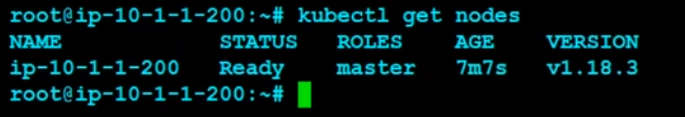 root@ip-10-1-1-200:~# kubectl get nodes
NAME STATUS ROLES AGE VERSION
ip-10-1-1-200 Ready master 7m7s v1.18.3
root@ip-10-1-1-200:~#